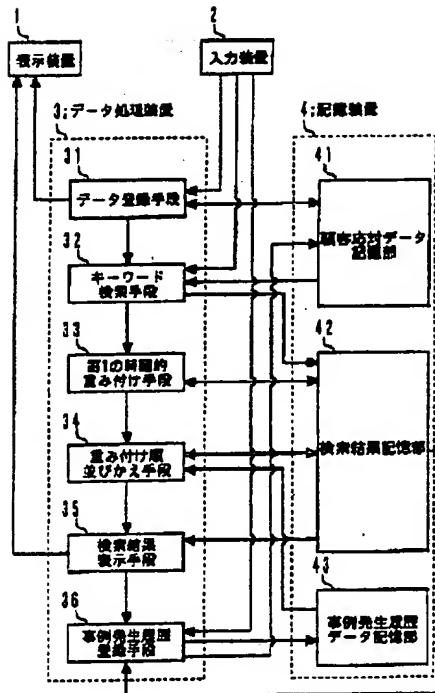 1
表示装置
2
入力装置
3;データ処理装置
31
データ登録手段
32
キーワード
検索手段
33
第1の時間的
重み付け手段
34
重み付け順
並びかえ手段
35
検索結果
表示手段
36
事例発生履歴
登録手段
4;記憶装置
41
顧客応対データ
記憶部
42
検索結果記憶部
43
事例発生履歴
データ記憶部